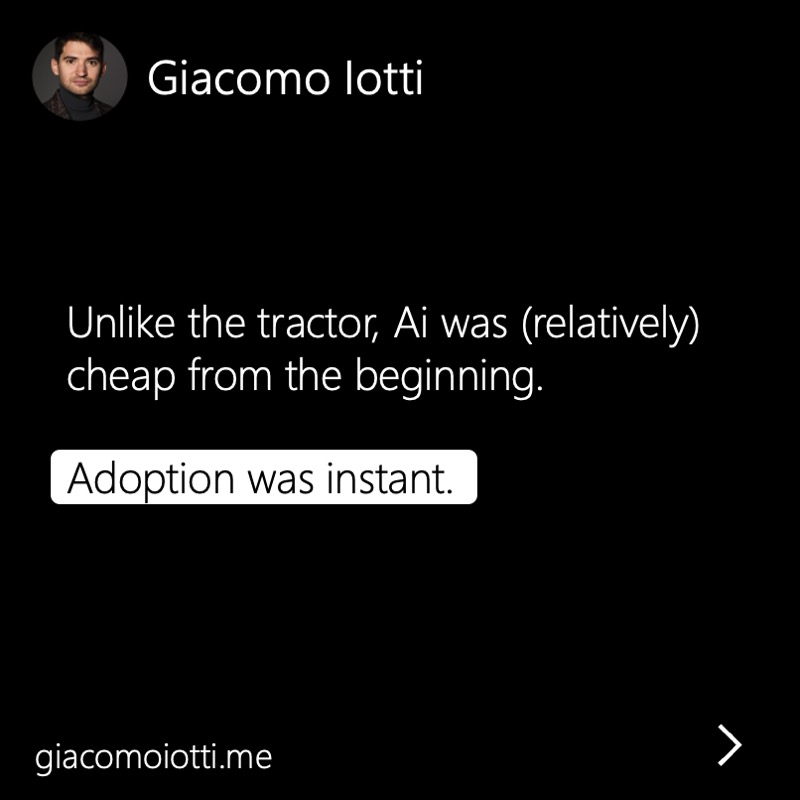 Giacomo Iotti
Unlike the tractor, Ai was (relatively)
cheap from the beginning.
Adoption was instant.
giacomoiotti.me